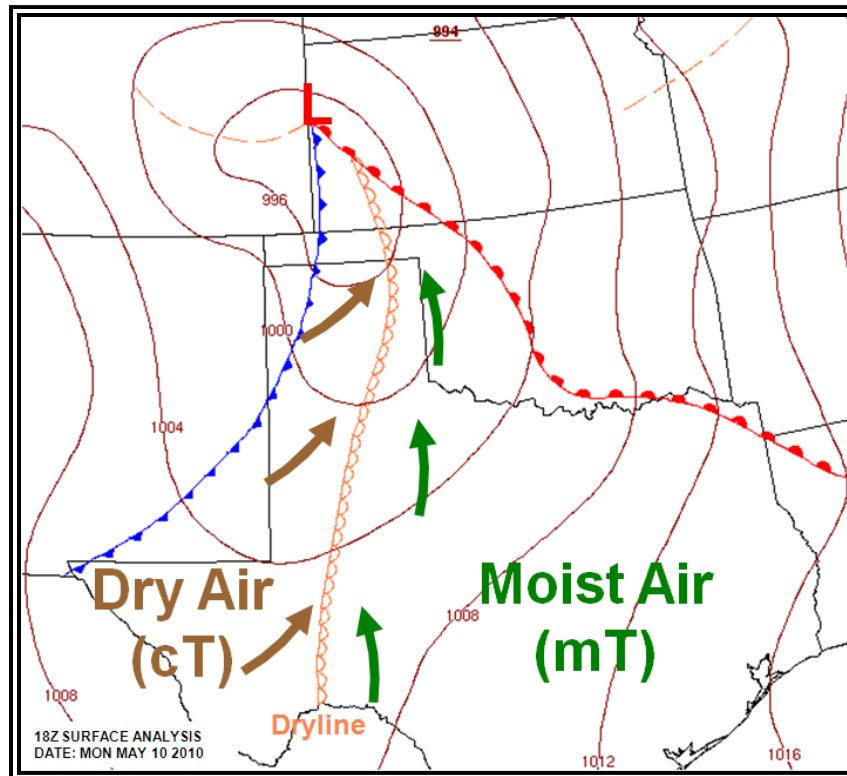 994
996
1000
1004
Dry Air
(cT)
Moist Air
(mT)
1008
1008
Dryline
18Z SURFACE ANALYSIS
DATE: MON MAY 10 2010
1012
1016
L